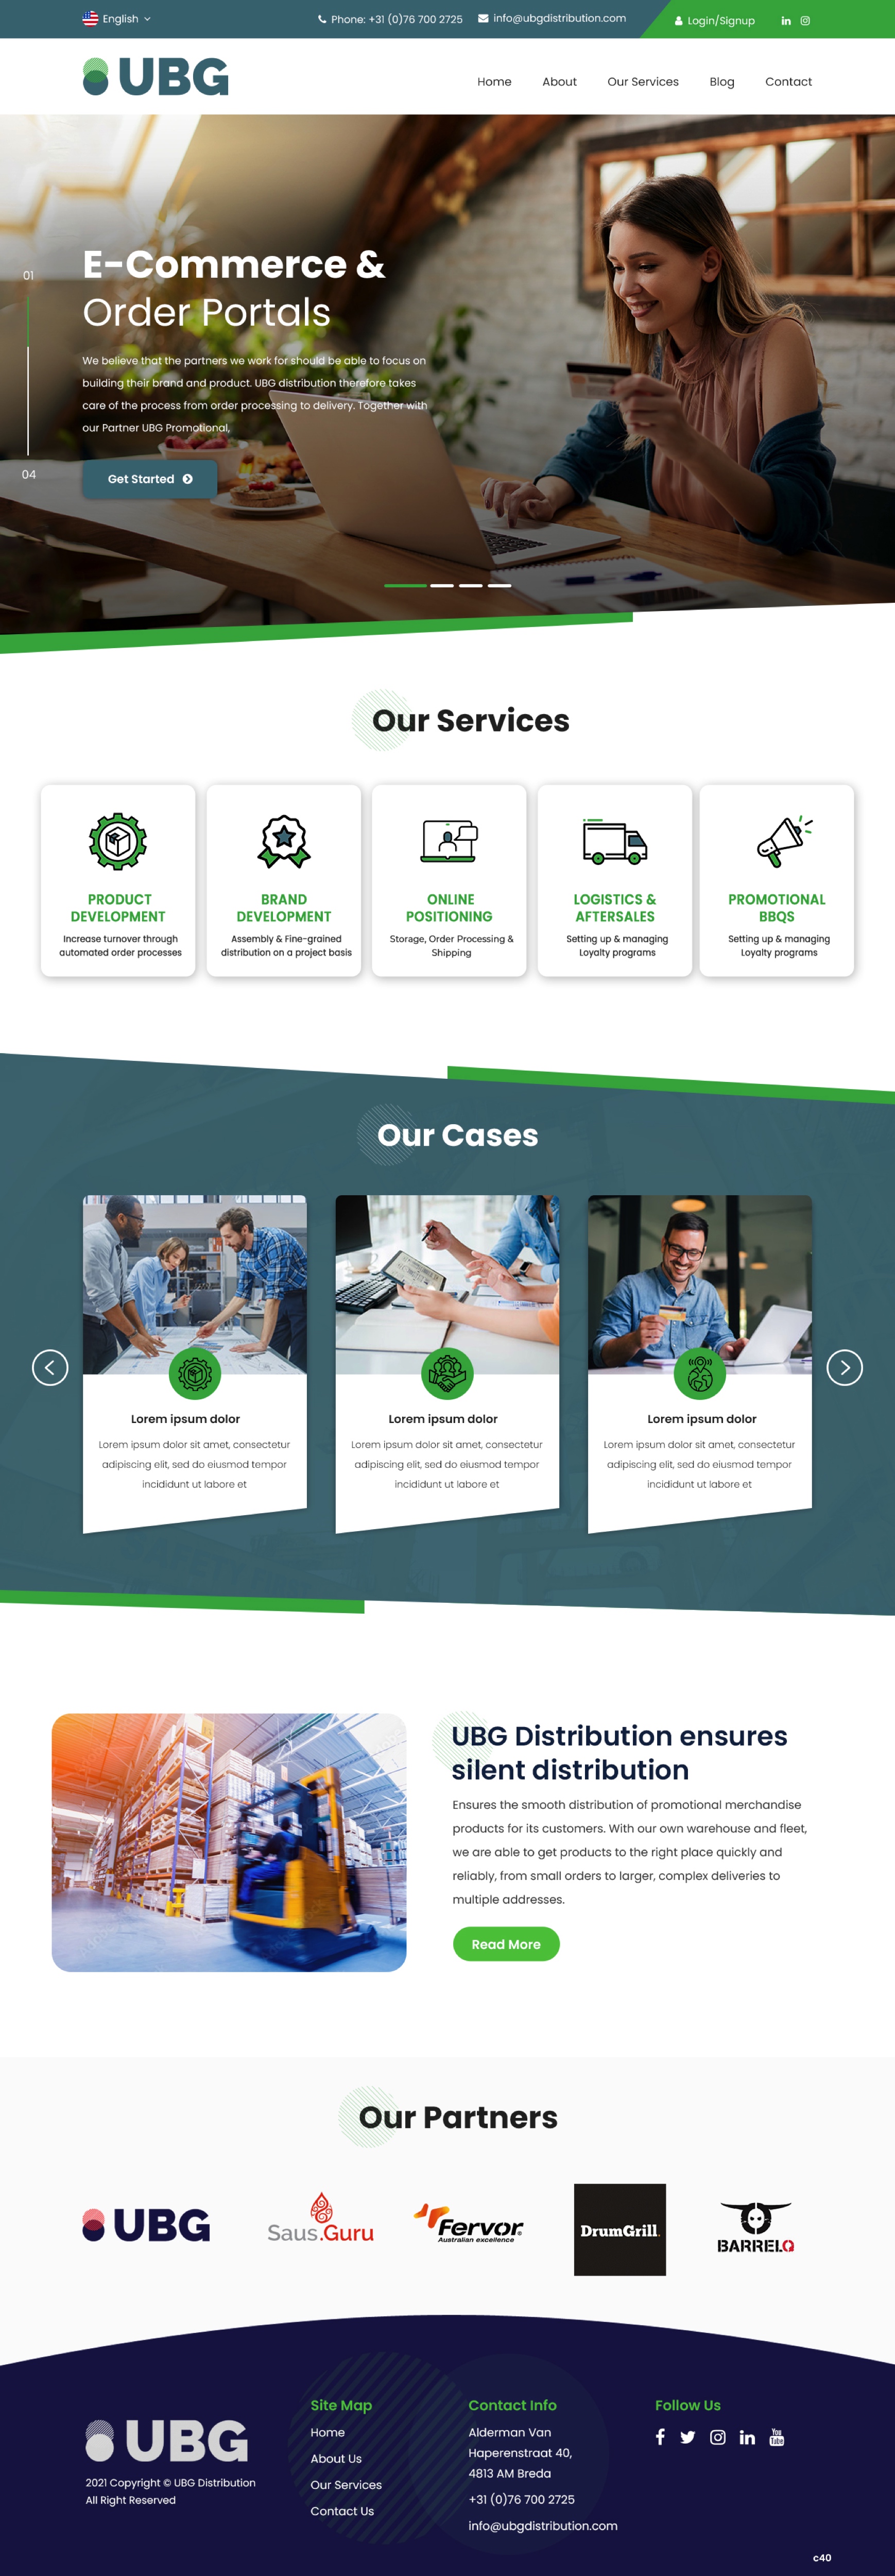 English
Phone: +31 (0)76 700 2725
info@ubgdistribution.com
Login/Signup
UBG
Home
About
Our Services
Blog
Contact
01
04
E-Commerce &
Order Portals
We believe that the partners we work for should be able to focus on
building their brand and product. UBG distribution therefore takes
care of the process from order processing to delivery. Together with
our Partner UBG Promotional,
Get Started
Our Services
PRODUCT
DEVELOPMENT
Increase turnover through
automated order processes
BRAND
DEVELOPMENT
Assembly & Fine-grained
distribution on a project basis
ONLINE
POSITIONING
Storage, Order Processing &
Shipping
LOGISTICS &
AFTERSALES
Setting up & managing
Loyalty programs
PROMOTIONAL
BBQS
Setting up & managing
Loyalty programs
Our Cases
Lorem ipsum dolor
Lorem ipsum dolor sit amet, consectetur
adipiscing elit, sed do eiusmod tempor
incididunt ut labore et
Lorem ipsum dolor
Lorem ipsum dolor sit amet, consectetur
adipiscing elit, sed do eiusmod tempor
incididunt ut labore et
Lorem ipsum dolor
Lorem ipsum dolor sit amet, consectetur
adipiscing elit, sed do eiusmod tempor
incididunt ut labore et
UBG Distribution ensures
silent distribution
Ensures the smooth distribution of promotional merchandise
products for its customers. With our own warehouse and fleet,
we are able to get products to the right place quickly and
reliably, from small orders to larger, complex deliveries to
multiple addresses.
Read More
Our Partners
UBG
Saus.Guru
Fervor
Australian excellence
DrumGrill.
BARRELQ
UBG
2021 Copyright © UBG Distribution
All Right Reserved
Site Map
Home
About Us
Our Services
Contact Us
Contact Info
Alderman Van
Haperenstraat 40,
4813 AM Breda
+31 (0)76 700 2725
info@ubgdistribution.com
Follow Us
You
Tube
c40